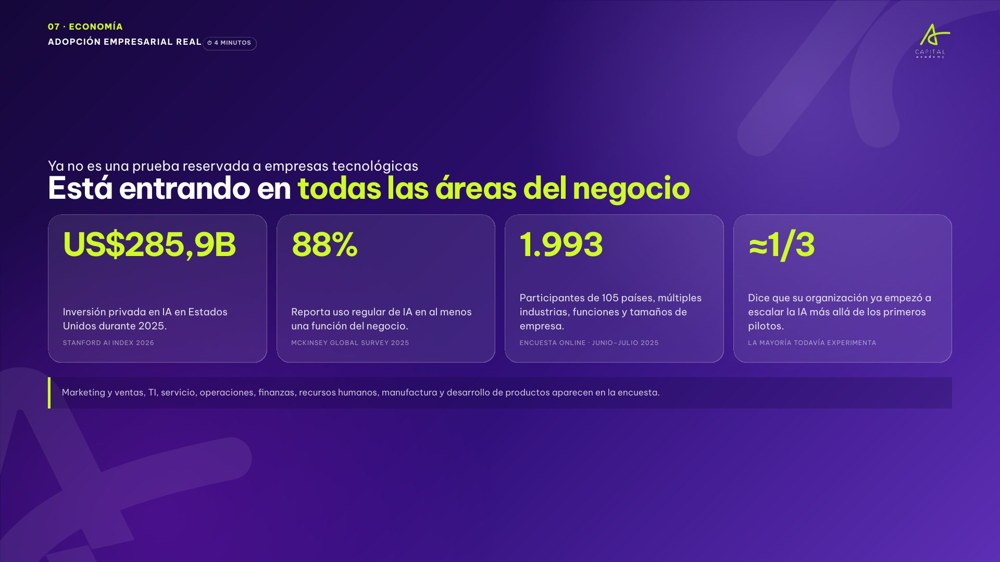 07 · ECONOMÍA
ADOPCIÓN EMPRESARIAL REAL
⏱ 4 MINUTOS
CAPITAL
academy
Ya no es una prueba reservada a empresas tecnológicas
Está entrando en todas las áreas del negocio
US$285,9B
Inversión privada en IA en Estados
Unidos durante 2025.
STANFORD AI INDEX 2026
88%
Reporta uso regular de IA en al menos
una función del negocio.
MCKINSEY GLOBAL SURVEY 2025
1.993
Participantes de 105 países, múltiples
industrias, funciones y tamaños de
empresa.
ENCUESTA ONLINE · JUNIO–JULIO 2025
≈1/3
Dice que su organización ya empezó a
escalar la IA más allá de los primeros
pilotos.
LA MAYORÍA TODAVÍA EXPERIMENTA
Marketing y ventas, TI, servicio, operaciones, finanzas, recursos humanos, manufactura y desarrollo de productos aparecen en la encuesta.